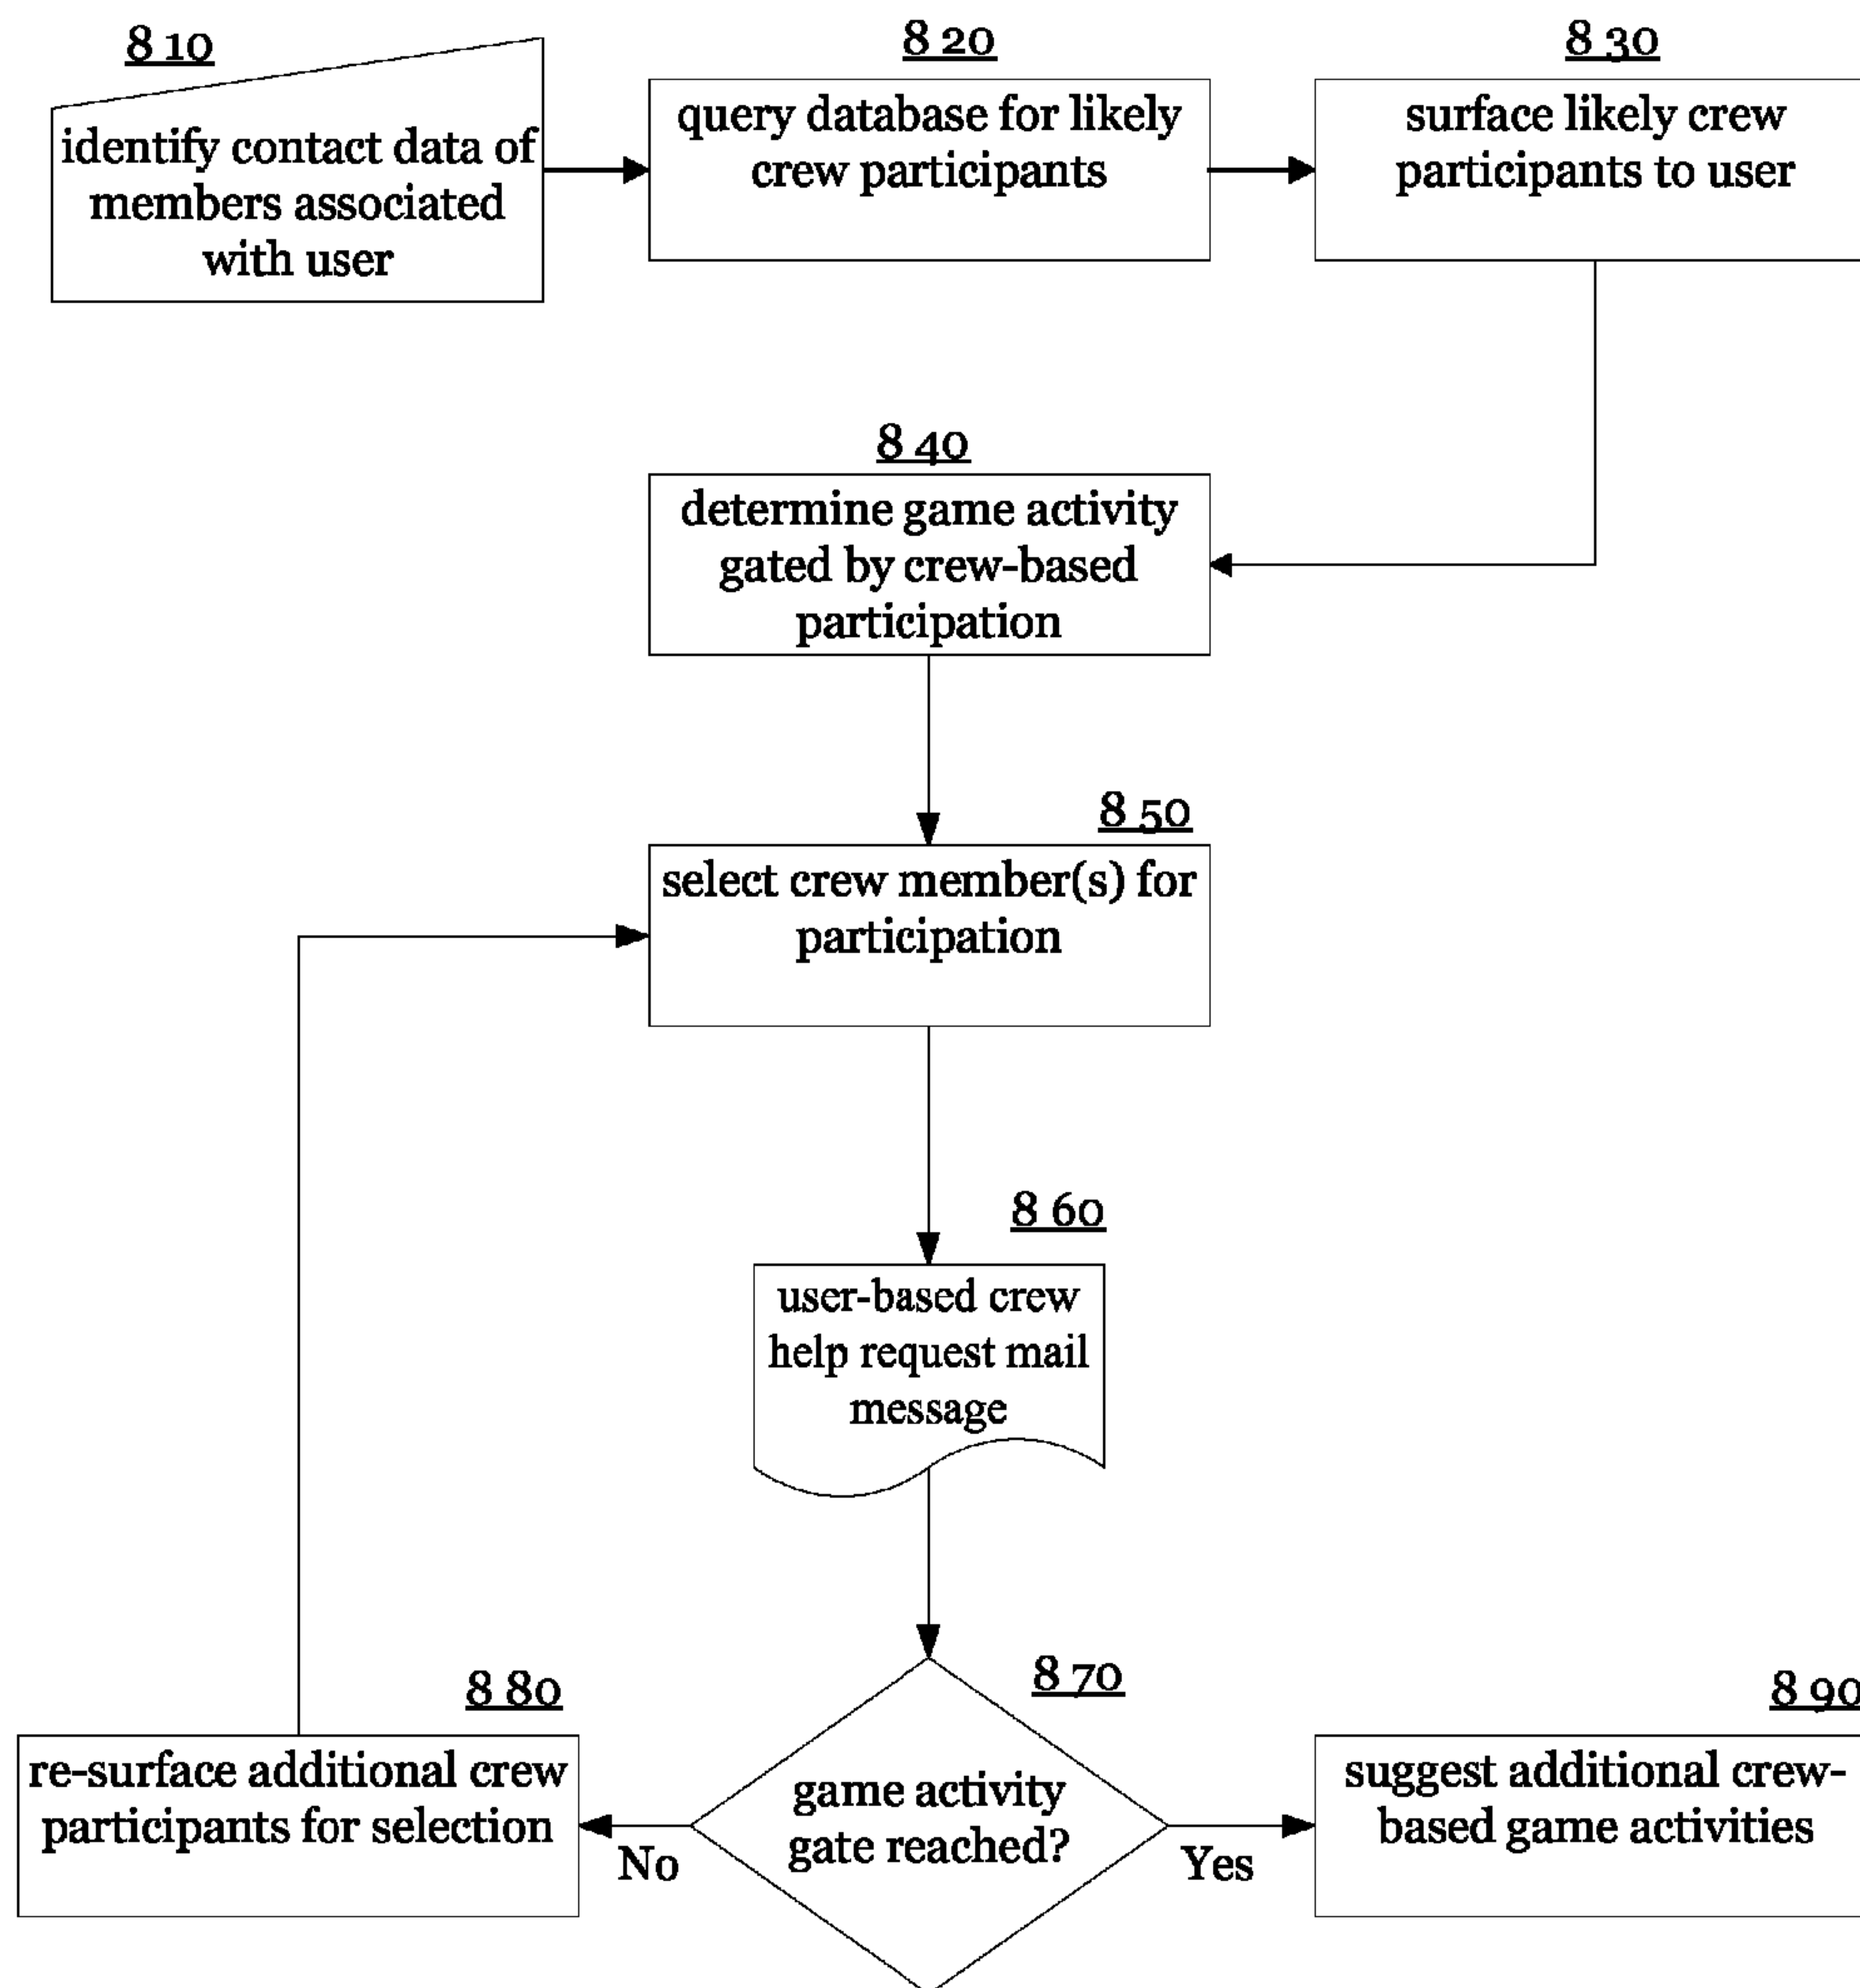 8 10
identify contact data of
members associated
with user
8 20
query database for likely
crew participants
8 30
surface likely crew
participants to user
8 40
determine game activity
gated by crew-based
participation
8 50
select crew member(s) for
participation
8 60
user-based crew
help request mail
message
8 70
game activity
gate reached?
No
Yes
8 80
re-surface additional crew
participants for selection
8 90
suggest additional crew-
based game activities